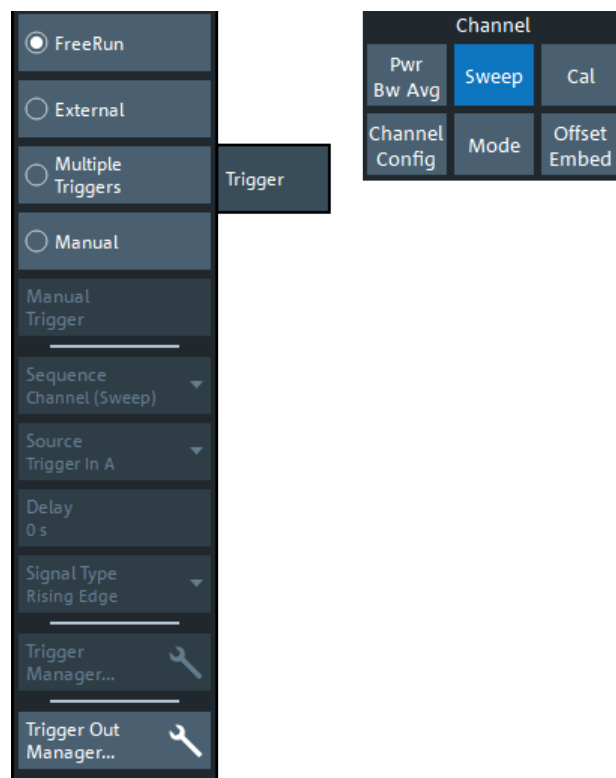 FreeRun
External
Multiple
Triggers
Manual
Manual
Trigger
Sequence
Channel (Sweep)
Source
Trigger In A
Delay
0 s
Signal Type
Rising Edge
Trigger
Manager...
Trigger Out
Manager...
Trigger
Channel
Pwr
Bw Avg
Sweep
Cal
Channel
Config
Mode
Offset
Embed